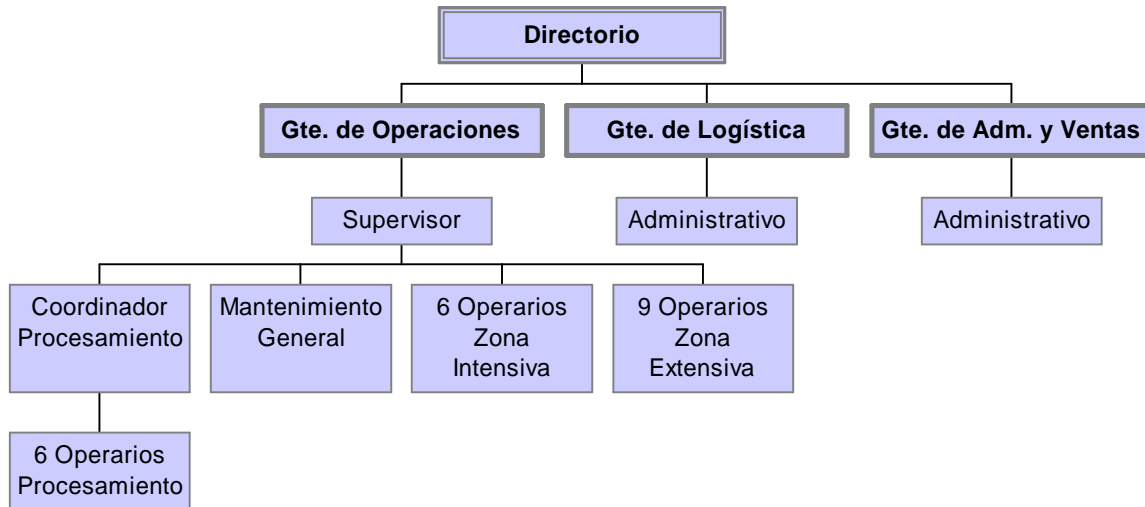 Directorio
Gte. de Operaciones
Gte. de Logística
Gte. de Adm. y Ventas
Supervisor
Administrativo
Administrativo
Coordinador
Procesamiento
Mantenimiento
General
6 Operarios
Zona
Intensiva
9 Operarios
Zona
Extensiva
6 Operarios
Procesamiento